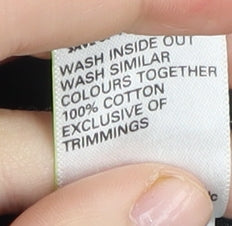 WASH INSIDE OUT
WASH SIMILAR
COLOURS TOGETHER
100% COTTON
EXCLUSIVE OF
TRIMMINGS